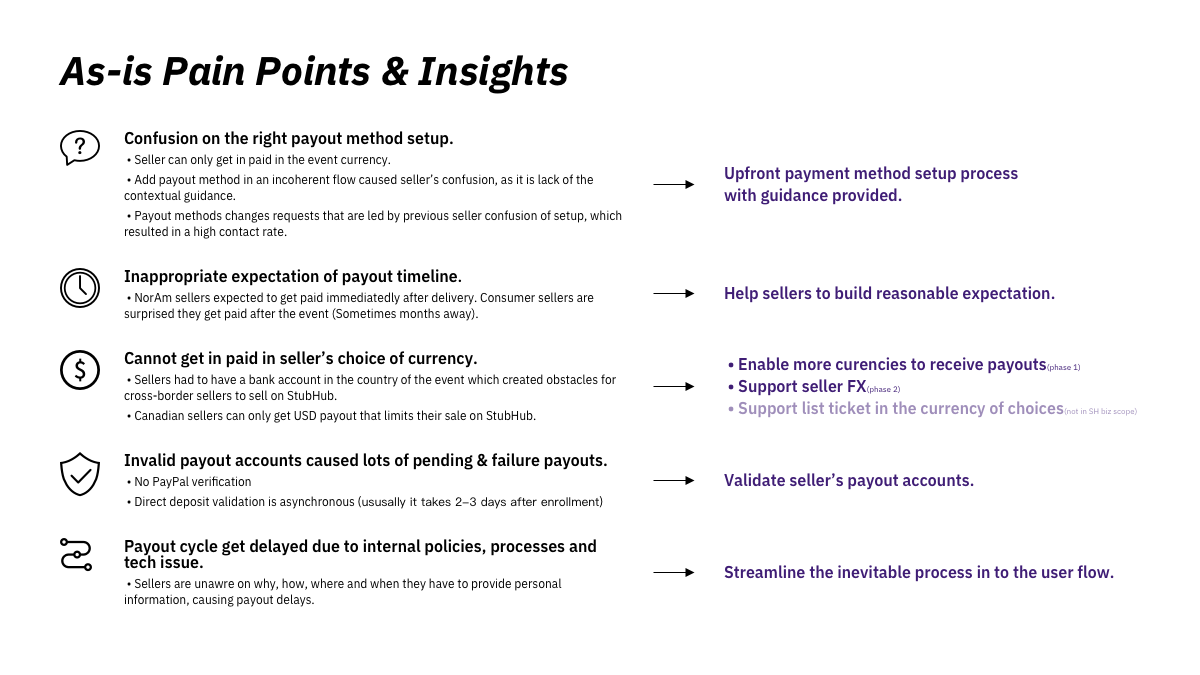 As-is Pain Points & Insights
?
Confusion on the right payout method setup.
• Seller can only get in paid in the event currency.
• Add payout method in an incoherent flow caused seller's confusion, as it is lack of the
contextual guidance.
• Payout methods changes requests that are led by previous seller confusion of setup, which
resulted in a high contact rate.
Upfront payment method setup process
with guidance provided.
Inappropriate expectation of payout timeline.
• NorAm sellers expected to get paid immediatedly after delivery. Consumer sellers are
surprised they get paid after the event (Sometimes months away).
Help sellers to build reasonable expectation.
$
Cannot get in paid in seller's choice of currency.
• Sellers had to have a bank account in the country of the event which created obstacles for
cross-border sellers to sell on StubHub.
• Canadian sellers can only get USD payout that limits their sale on StubHub.
• Enable more curencies to receive payouts(phase 1)
• Support seller FX(phase 2)
• Support list ticket in the currency of choices(not in SH biz scope)
Invalid payout accounts caused lots of pending & failure payouts.
• No PayPal verification
• Direct deposit validation is asynchronous (ususally it takes 2–3 days after enrollment)
Validate seller's payout accounts.
Payout cycle get delayed due to internal policies, processes and
tech issue.
• Sellers are unawre on why, how, where and when they have to provide personal
information, causing payout delays.
Streamline the inevitable process in to the user flow.